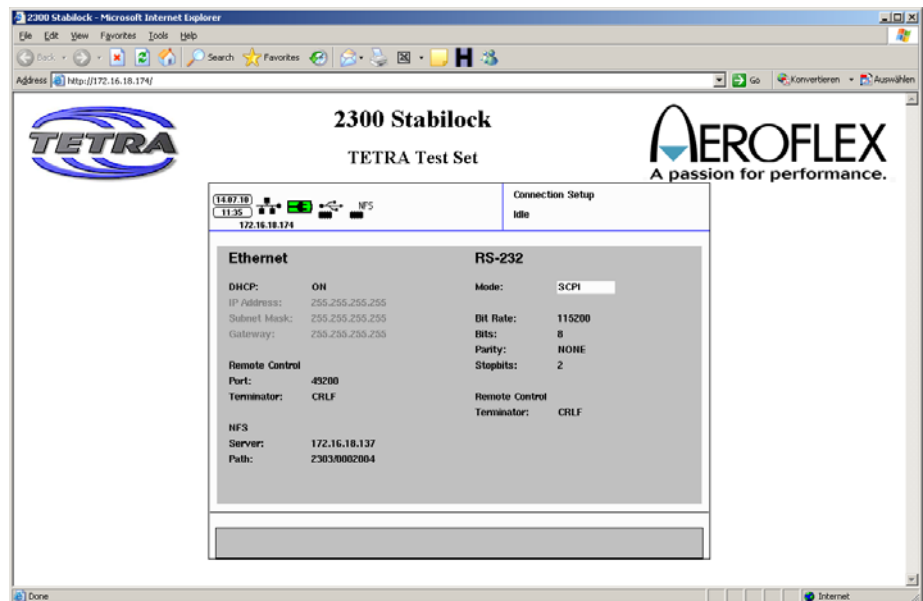 2300 Stabilock - Microsoft Internet Explorer
File Edit View Favorites Tools Help
Back Search Favorites
Address http://172.16.18.174/ Go Konvertieren Auswählen
TETRA
2300 Stabilock
TETRA Test Set
AEROFLEX
A passion for performance.
14.07.10
11:35
NFS
172.16.18.174
Connection Setup
Idle
Ethernet
DHCP: ON
IP Address: 255.255.255.255
Subnet Mask: 255.255.255.255
Gateway: 255.255.255.255
Remote Control
Port: 49200
Terminator: CRLF
NFS
Server: 172.16.18.137
Path: 2303/0002004
RS-232
Mode: SCPI
Bit Rate: 115200
Bits: 8
Parity: NONE
Stopbits: 2
Remote Control
Terminator: CRLF
Done
Internet